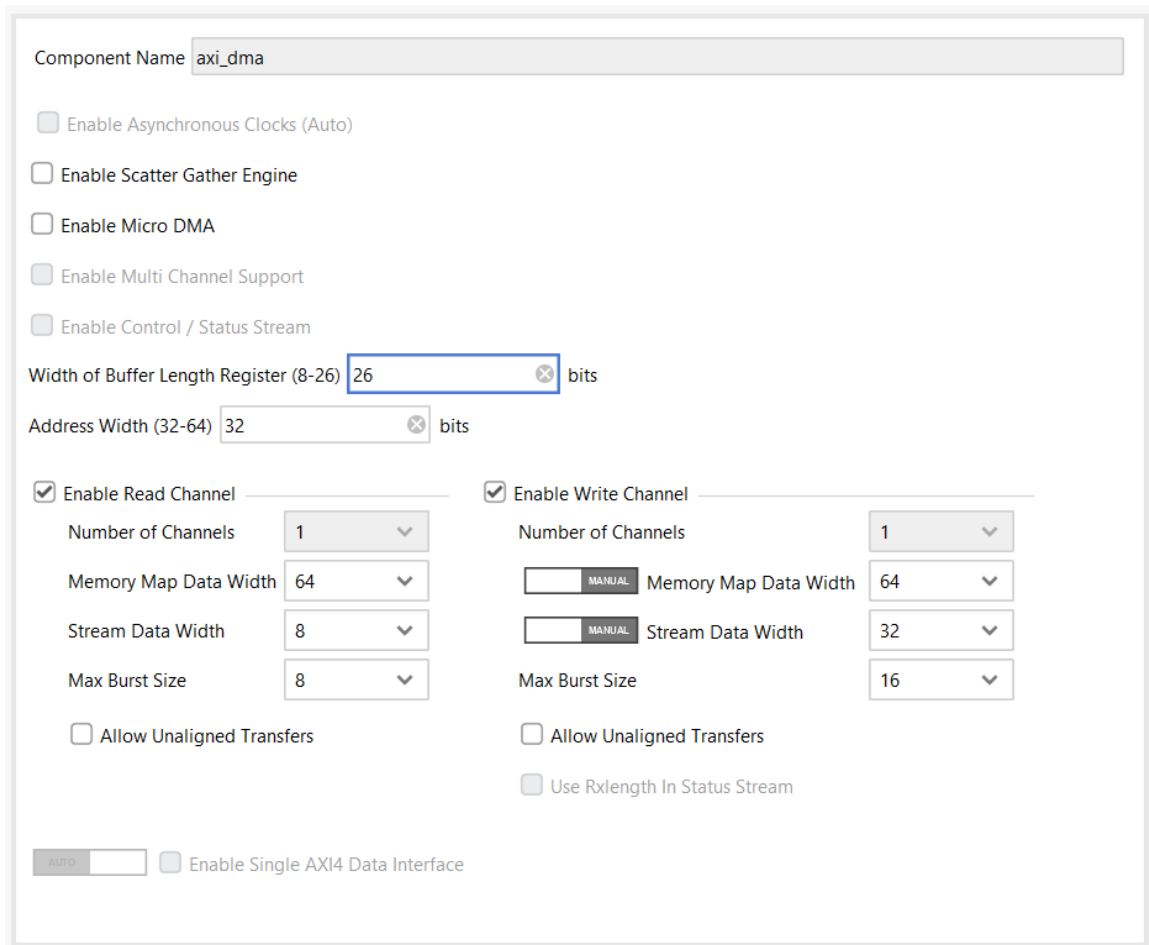 Component Name axi_dma
Enable Asynchronous Clocks (Auto)
Enable Scatter Gather Engine
Enable Micro DMA
Enable Multi Channel Support
Enable Control / Status Stream
Width of Buffer Length Register (8-26) 26 bits
Address Width (32-64) 32 bits
Enable Read Channel
Number of Channels 1
Memory Map Data Width 64
Stream Data Width 8
Max Burst Size 8
Allow Unaligned Transfers
Enable Write Channel
Number of Channels 1
MANUAL Memory Map Data Width 64
MANUAL Stream Data Width 32
Max Burst Size 16
Allow Unaligned Transfers
Use Rxlength In Status Stream
AUTO Enable Single AXI4 Data Interface